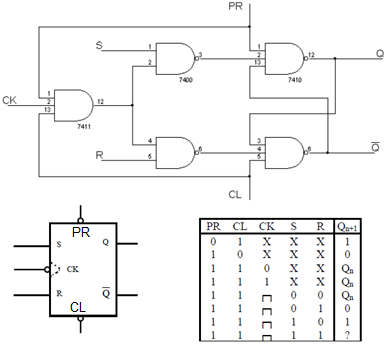 PR
S 1 3 1 12 Q
2 7400 2 13 7410
1
CK 2 12
13
7411
4 6 3
R 5 4 6 Q̅
5
CL
PR
S Q
CK
R Q̅
CL
PR CL CK S R Qn+1
0 1 X X X 1
1 0 X X X 0
1 1 0 X X Qn
1 1 1 X X Qn
1 1 ⊓ 0 0 Qn
1 1 ⊓ 0 1 0
1 1 ⊓ 1 0 1
1 1 ⊓ 1 1 ?